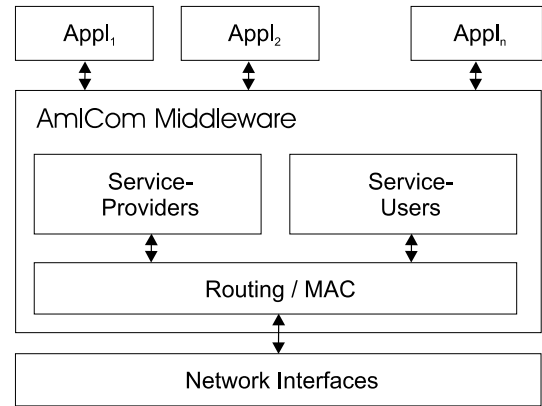 Appl₁ Appl₂ Applₙ
AmICom Middleware
Service-
Providers
Service-
Users
Routing / MAC
Network Interfaces